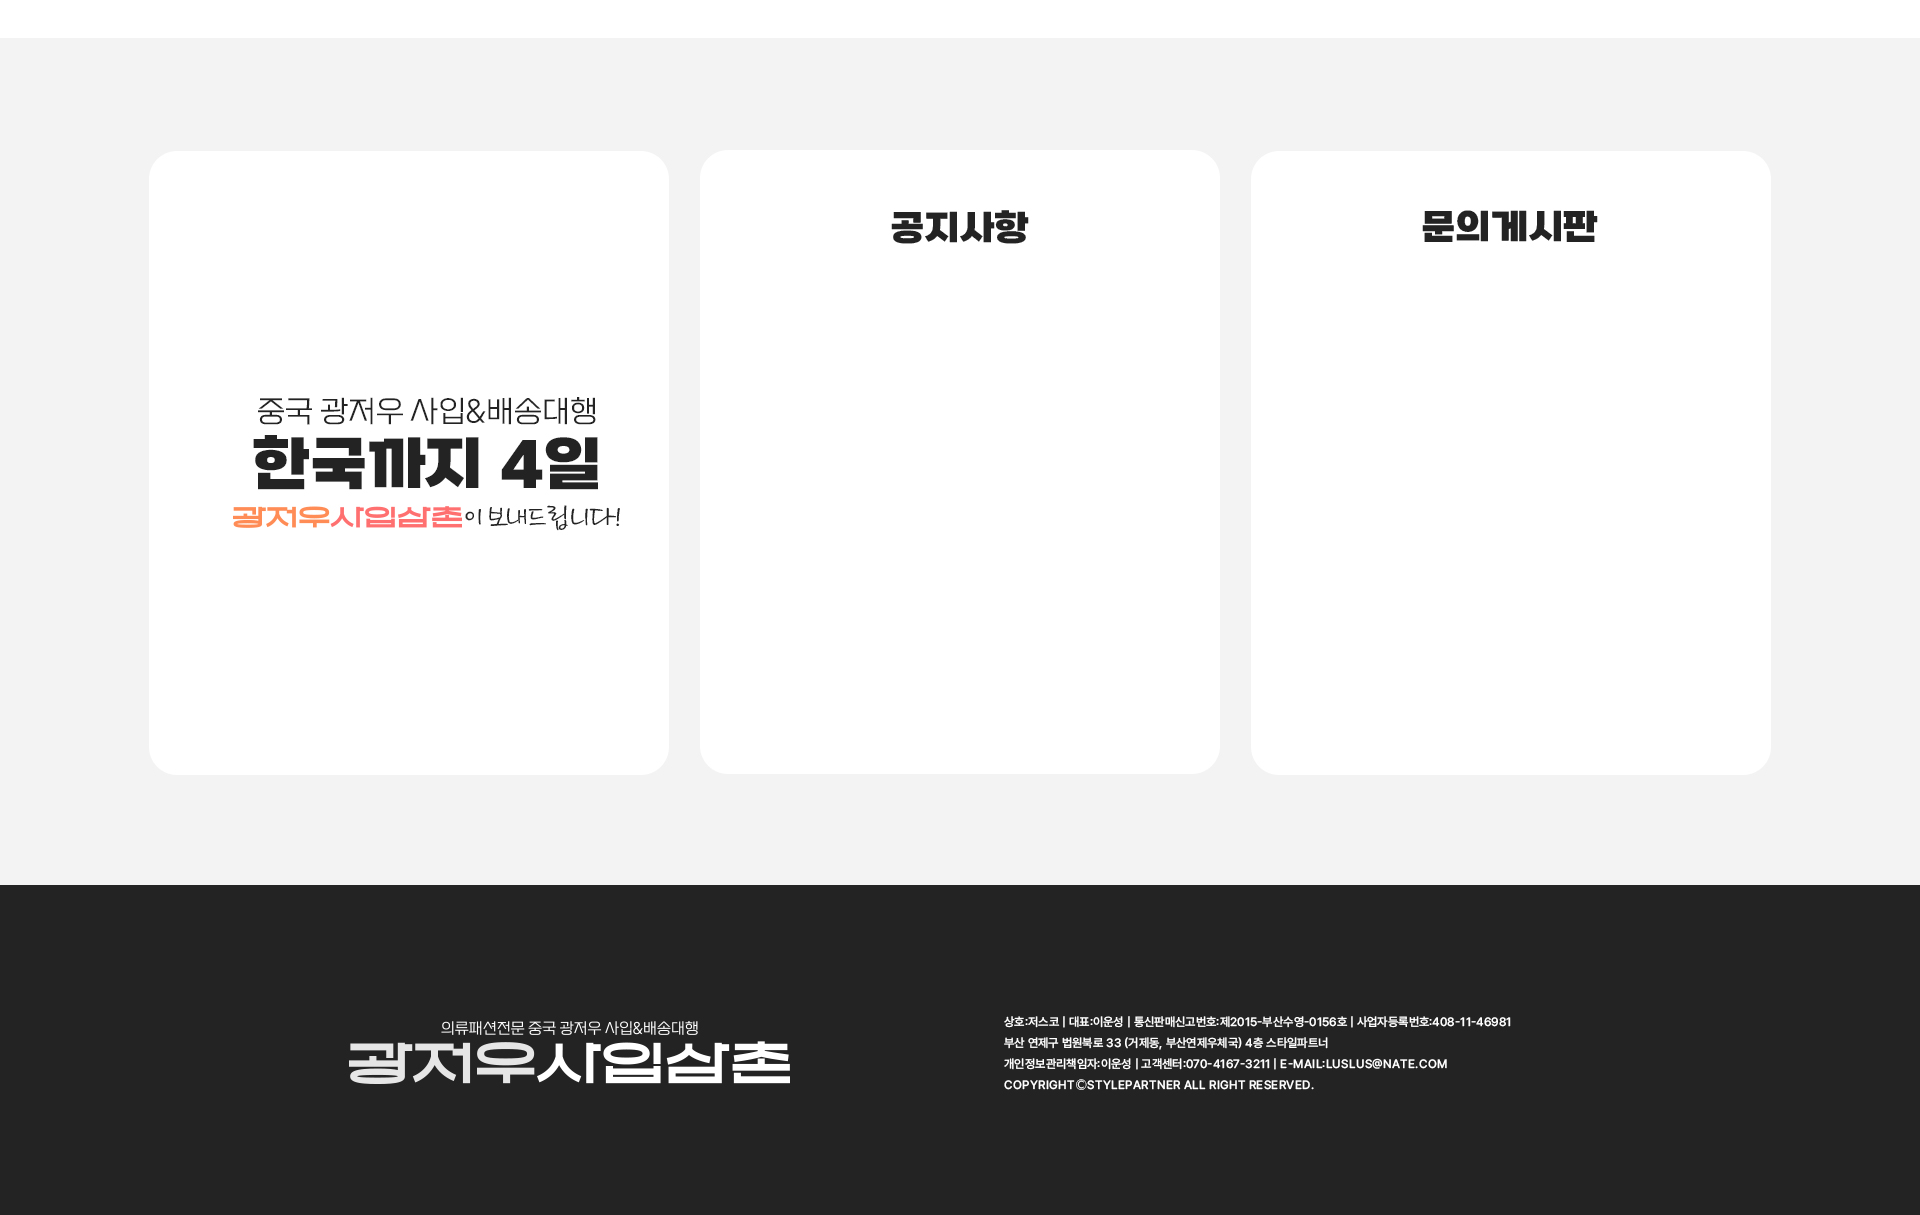 중국 광저우 사입&배송대행
한국까지 4일
광저우사입삼촌이 보내드립니다!
공지사항
문의게시판
의류패션전문 중국 광저우 사입&배송대행
광저우사입삼촌
상호:저스코 | 대표:이운성 | 통신판매신고번호:제2015-부산수영-0156호 | 사업자등록번호:408-11-46981
부산 연제구 법원북로 33 (거제동, 부산연제우체국) 4층 스타일파트너
개인정보관리책임자:이운성 | 고객센터:070-4167-3211 | E-MAIL:LUSLUS@NATE.COM
COPYRIGHT©STYLEPARTNER ALL RIGHT RESERVED.